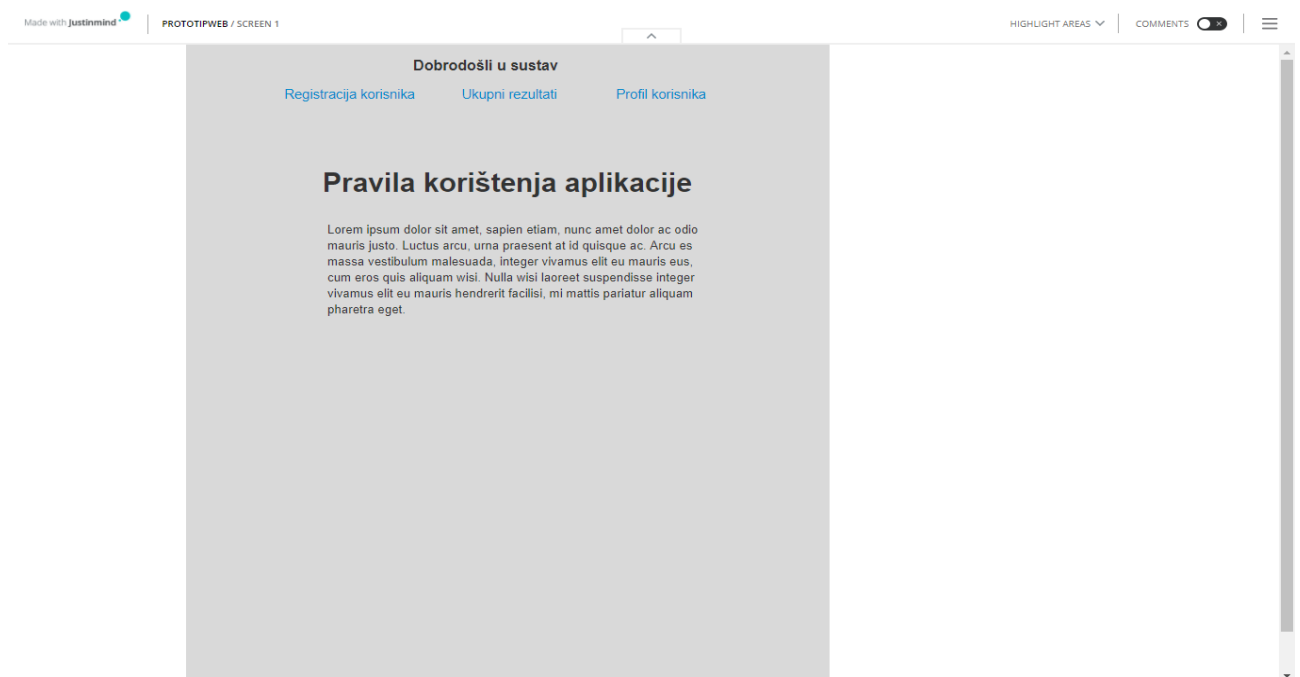 Made with Justinmind
PROTOTIPWEB / SCREEN 1
HIGHLIGHT AREAS
COMMENTS
Dobrodošli u sustav
Registracija korisnika
Ukupni rezultati
Profil korisnika
Pravila korištenja aplikacije
Lorem ipsum dolor sit amet, sapien etiam, nunc amet dolor ac odio
mauris justo. Luctus arcu, urna praesent at id quisque ac. Arcu es
massa vestibulum malesuada, integer vivamus elit eu mauris eus,
cum eros quis aliquam wisi. Nulla wisi laoreet suspendisse integer
vivamus elit eu mauris hendrerit facilisi, mi mattis pariatur aliquam
pharetra eget.